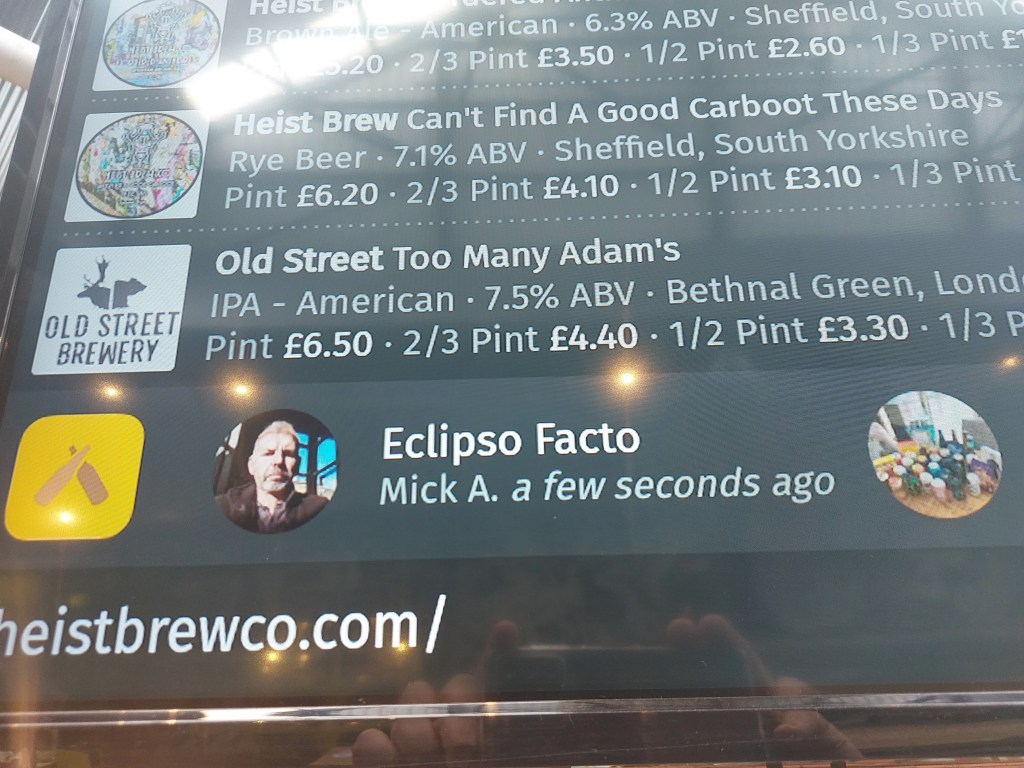 Heist
Brown Ale - American · 6.3% ABV · Sheffield, South
2/3 Pint £3.50 · 1/2 Pint £2.60 · 1/3 Pint
Heist Brew Can't Find A Good Carboot These Days
Rye Beer · 7.1% ABV · Sheffield, South Yorkshire
Pint £6.20 · 2/3 Pint £4.10 · 1/2 Pint £3.10 · 1/3 Pint
Old Street Too Many Adam's
IPA - American · 7.5% ABV · Bethnal Green,
Pint £6.50 · 2/3 Pint £4.40 · 1/2 Pint £3.30 · 1/3
OLD STREET
BREWERY
Eclipso Facto
Mick A. a few seconds ago
heistbrewco.com/